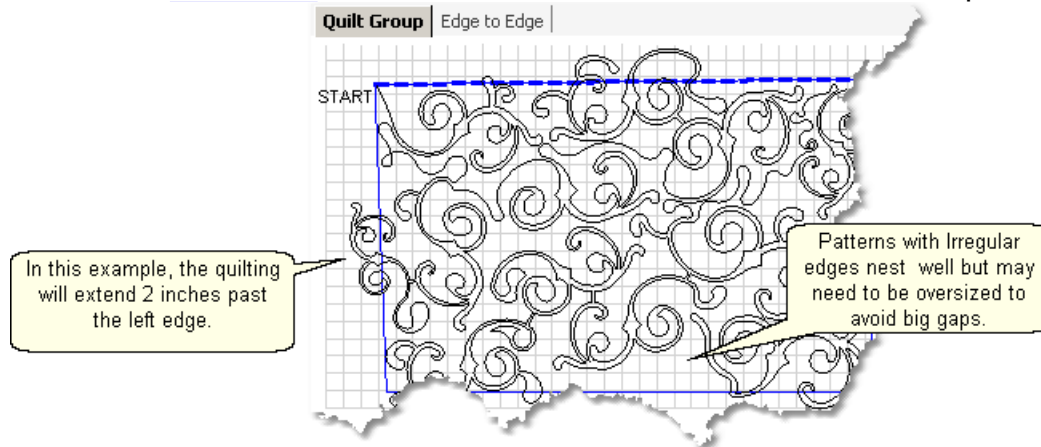 Quilt Group Edge to Edge
START
In this example, the quilting
will extend 2 inches past
the left edge.
Patterns with Irregular
edges nest well but may
need to be oversized to
avoid big gaps.